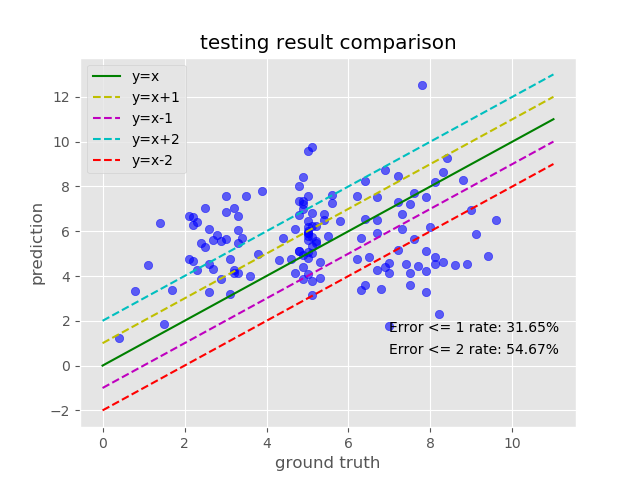 testing result comparison
y=x
y=x+1
y=x-1
y=x+2
y=x-2
12
10
8
6
4
2
0
−2
prediction
Error <= 1 rate: 31.65%
Error <= 2 rate: 54.67%
0 2 4 6 8 10
ground truth